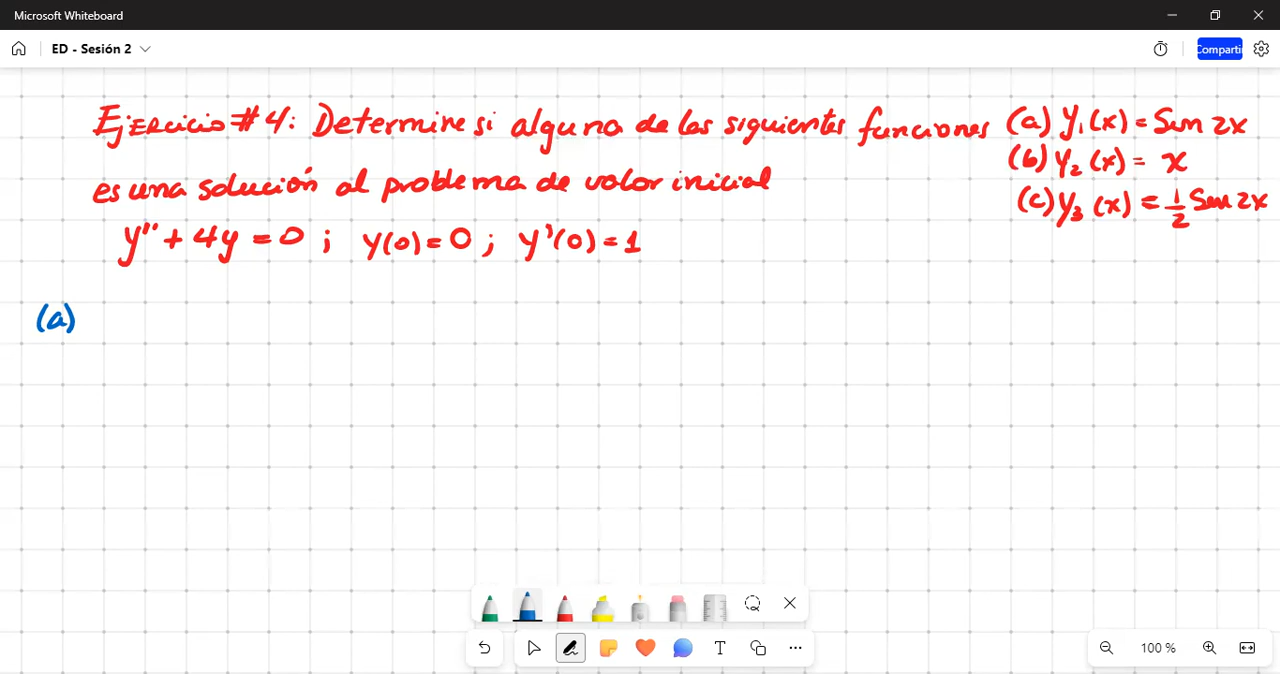 Microsoft Whiteboard
ED - Sesión 2
Comparti
Ejercicio #4: Determine si alguna de las siguientes funciones (a) y₁(x) = Sen 2x
(b) y₂(x) = x
es una solución al problema de valor inicial
(c) y₃(x) = 1/2 Sen 2x
y'' + 4y = 0 ; y(0) = 0 ; y'(0) = 1
(a)
T
100 %